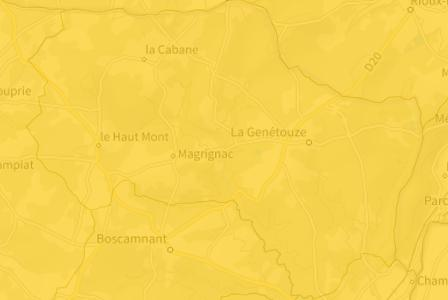 la Cabane
D20
le Haut Mont
La Genétouze
Magrignac
Boscamnant